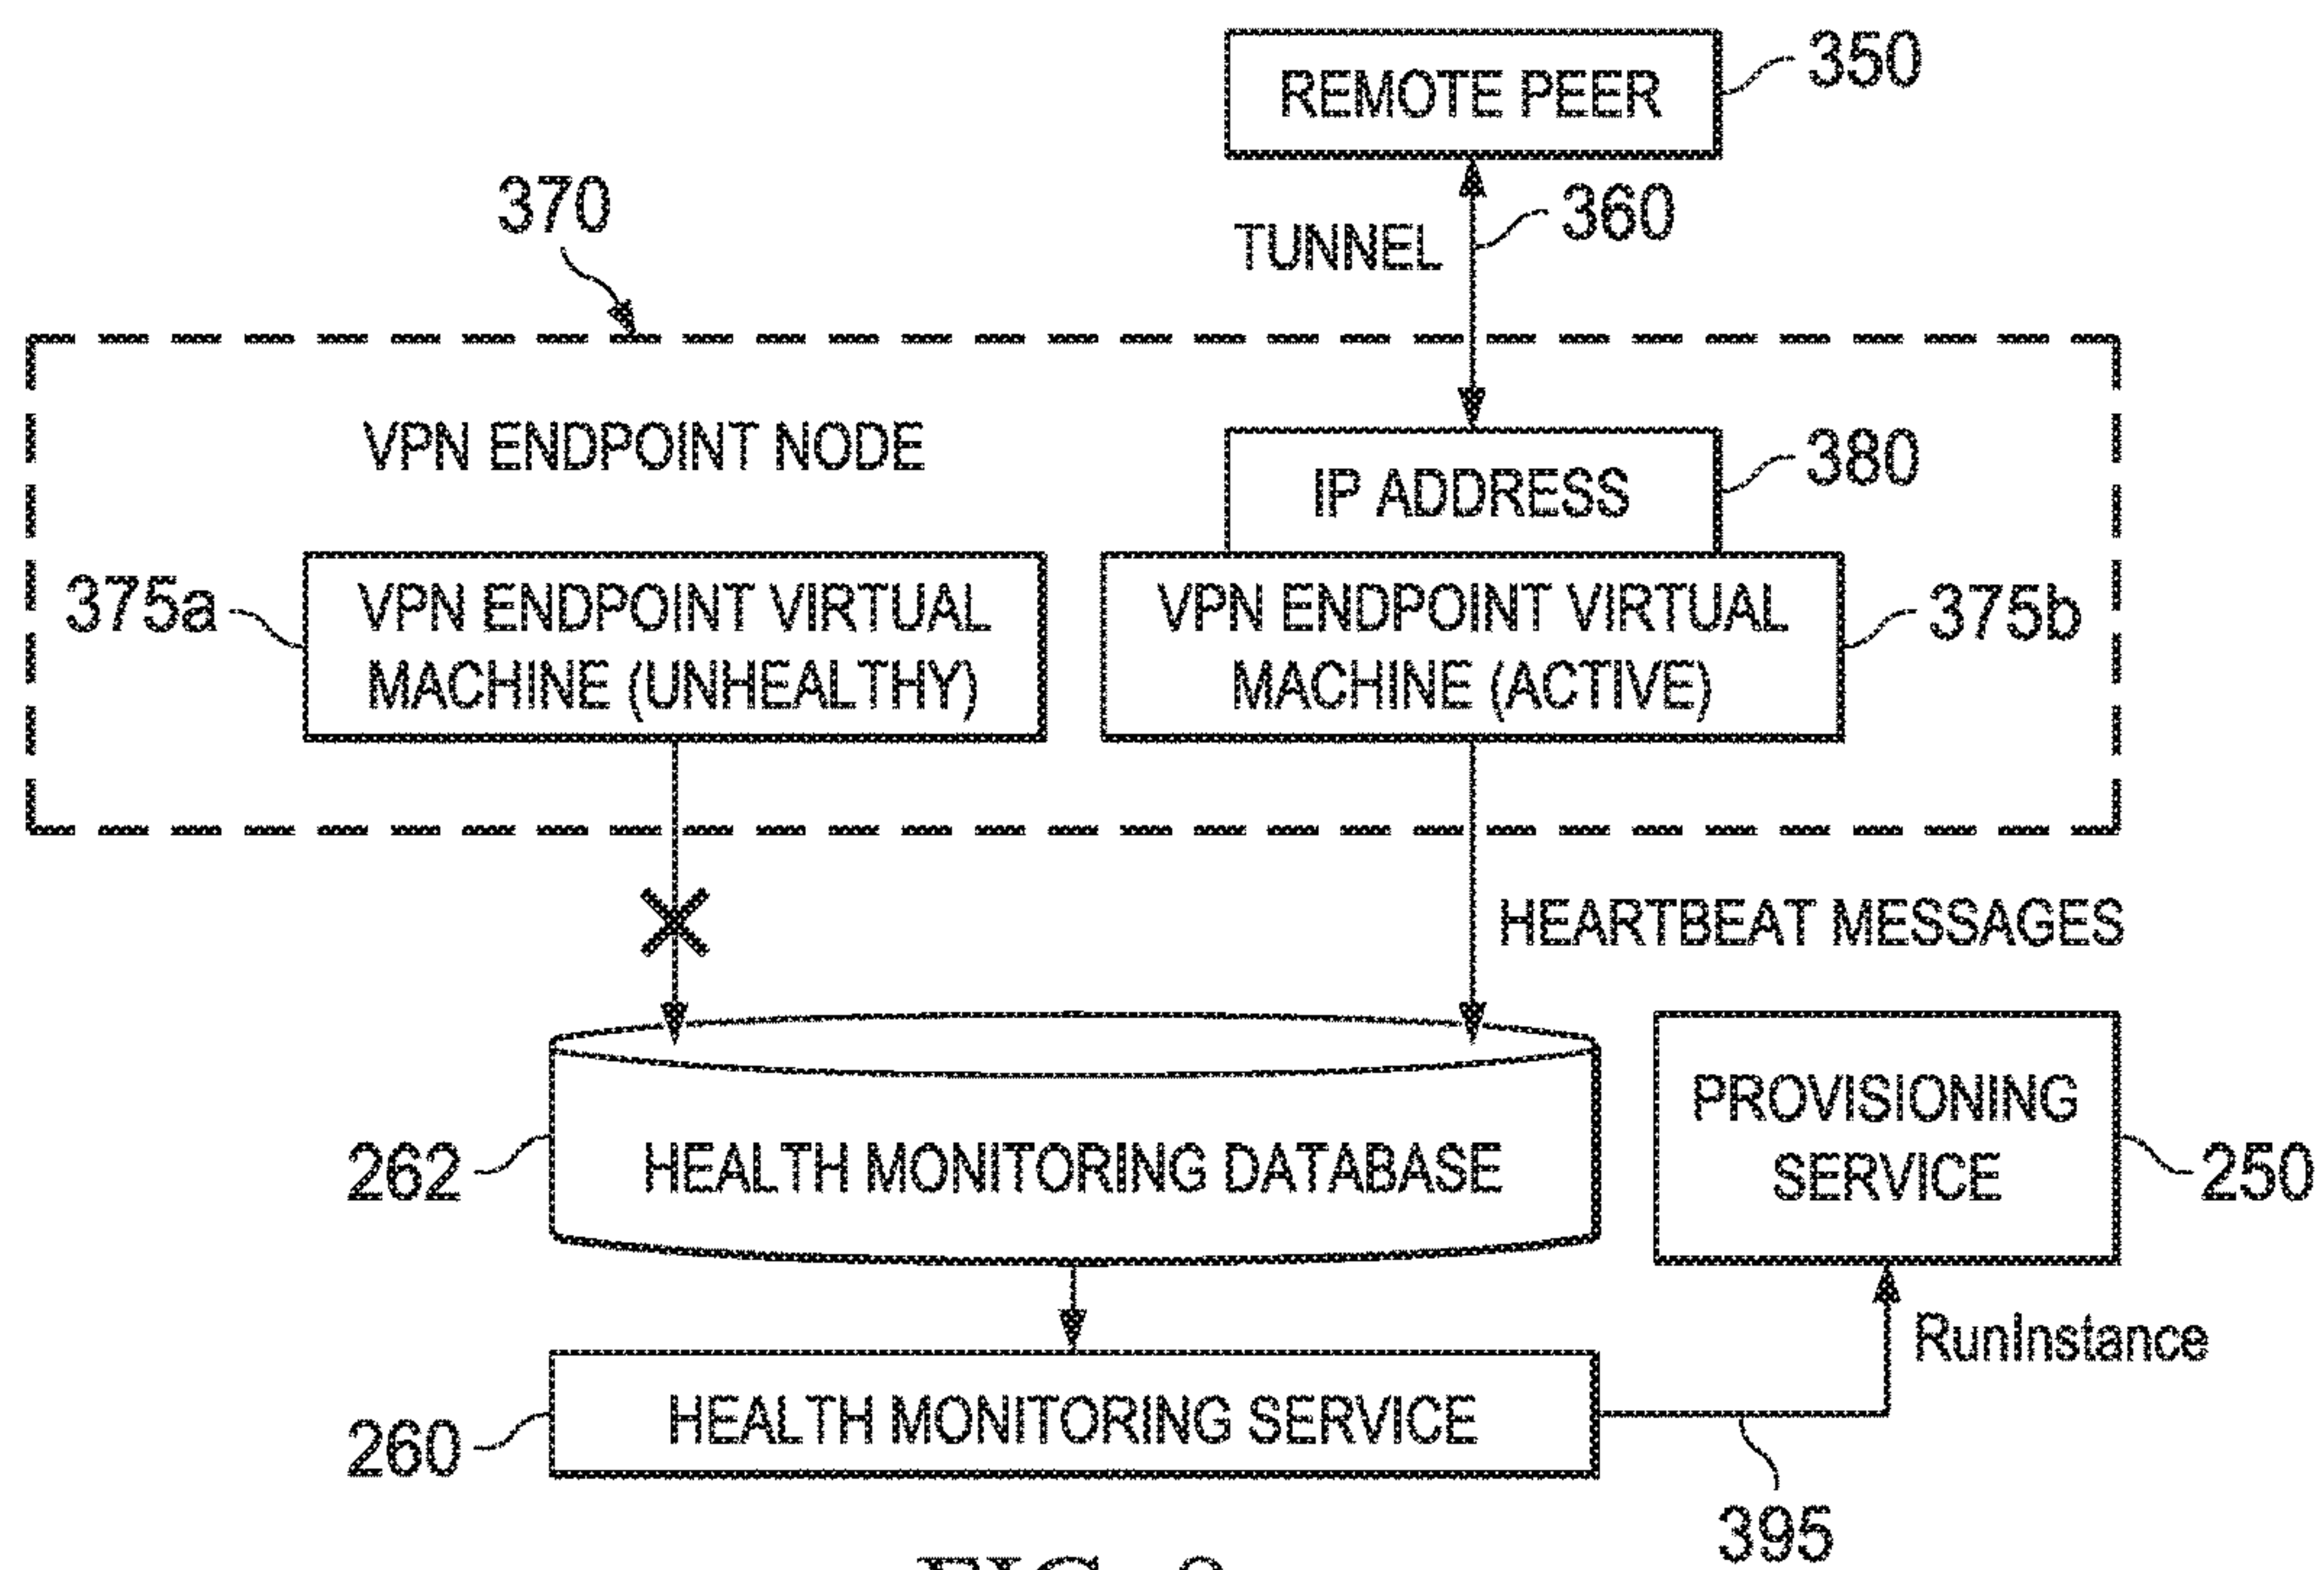 REMOTE PEER
350
370
TUNNEL
360
VPN ENDPOINT NODE
IP ADDRESS
380
375a
VPN ENDPOINT VIRTUAL
MACHINE (UNHEALTHY)
VPN ENDPOINT VIRTUAL
MACHINE (ACTIVE)
375b
HEARTBEAT MESSAGES
262
HEALTH MONITORING DATABASE
PROVISIONING
SERVICE
250
RunInstance
260
HEALTH MONITORING SERVICE
395